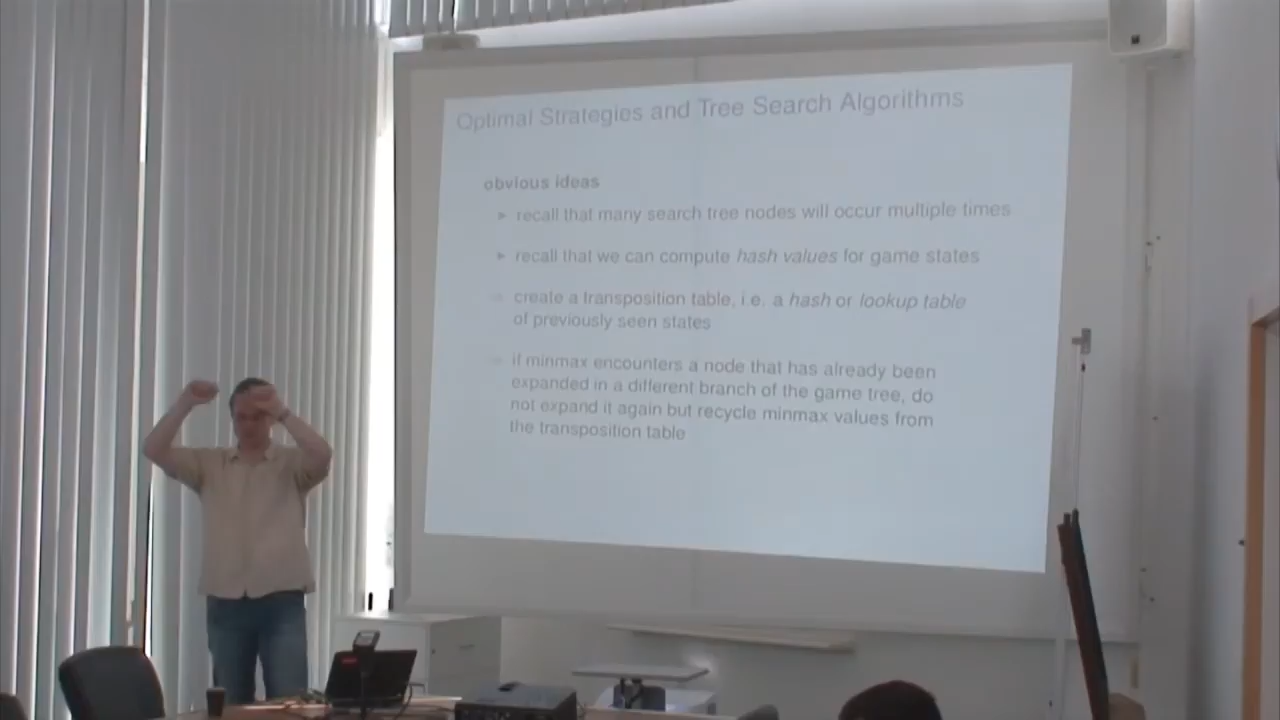 Optimal Strategies and Tree Search Algorithms
obvious ideas
recall that many search tree nodes will occur multiple times
recall that we can compute hash values for game states
create a transposition table, i.e. a hash or lookup table
of previously seen states
if minmax encounters a node that has already been
expanded in a different branch of the game tree, do
not expand it again but recycle minmax values from
the transposition table